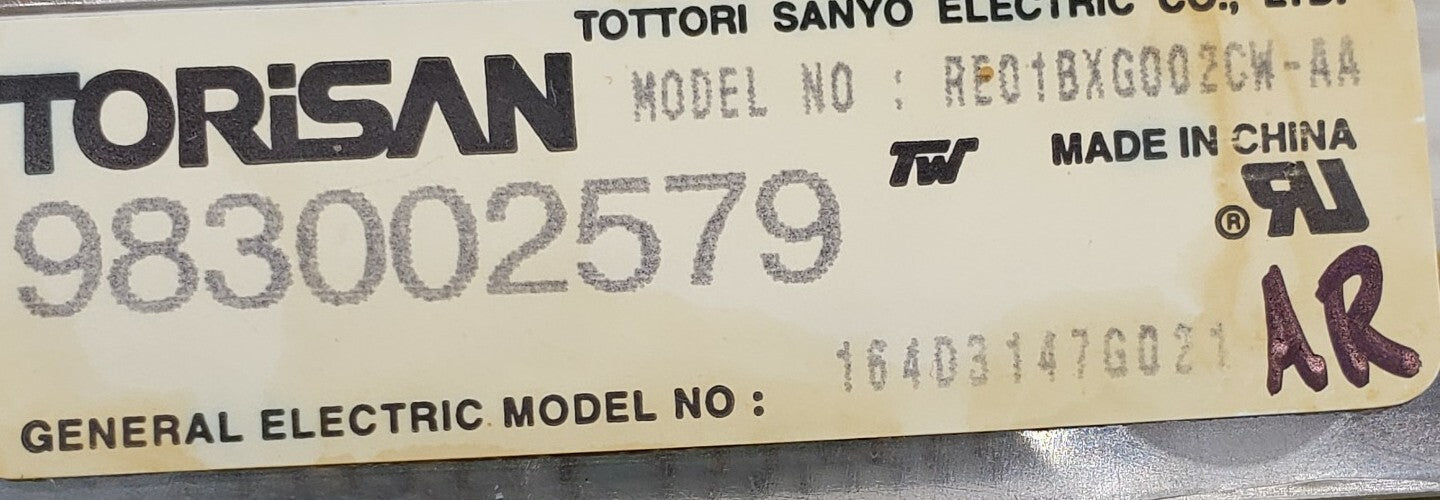 TOTTORI SANYO ELECTRIC CO., LTD.
TORiSAN
MODEL NO : RE01BXG002CW-AA
TW
MADE IN CHINA
983002579
® RU
AR
164D3147G021
GENERAL ELECTRIC MODEL NO :